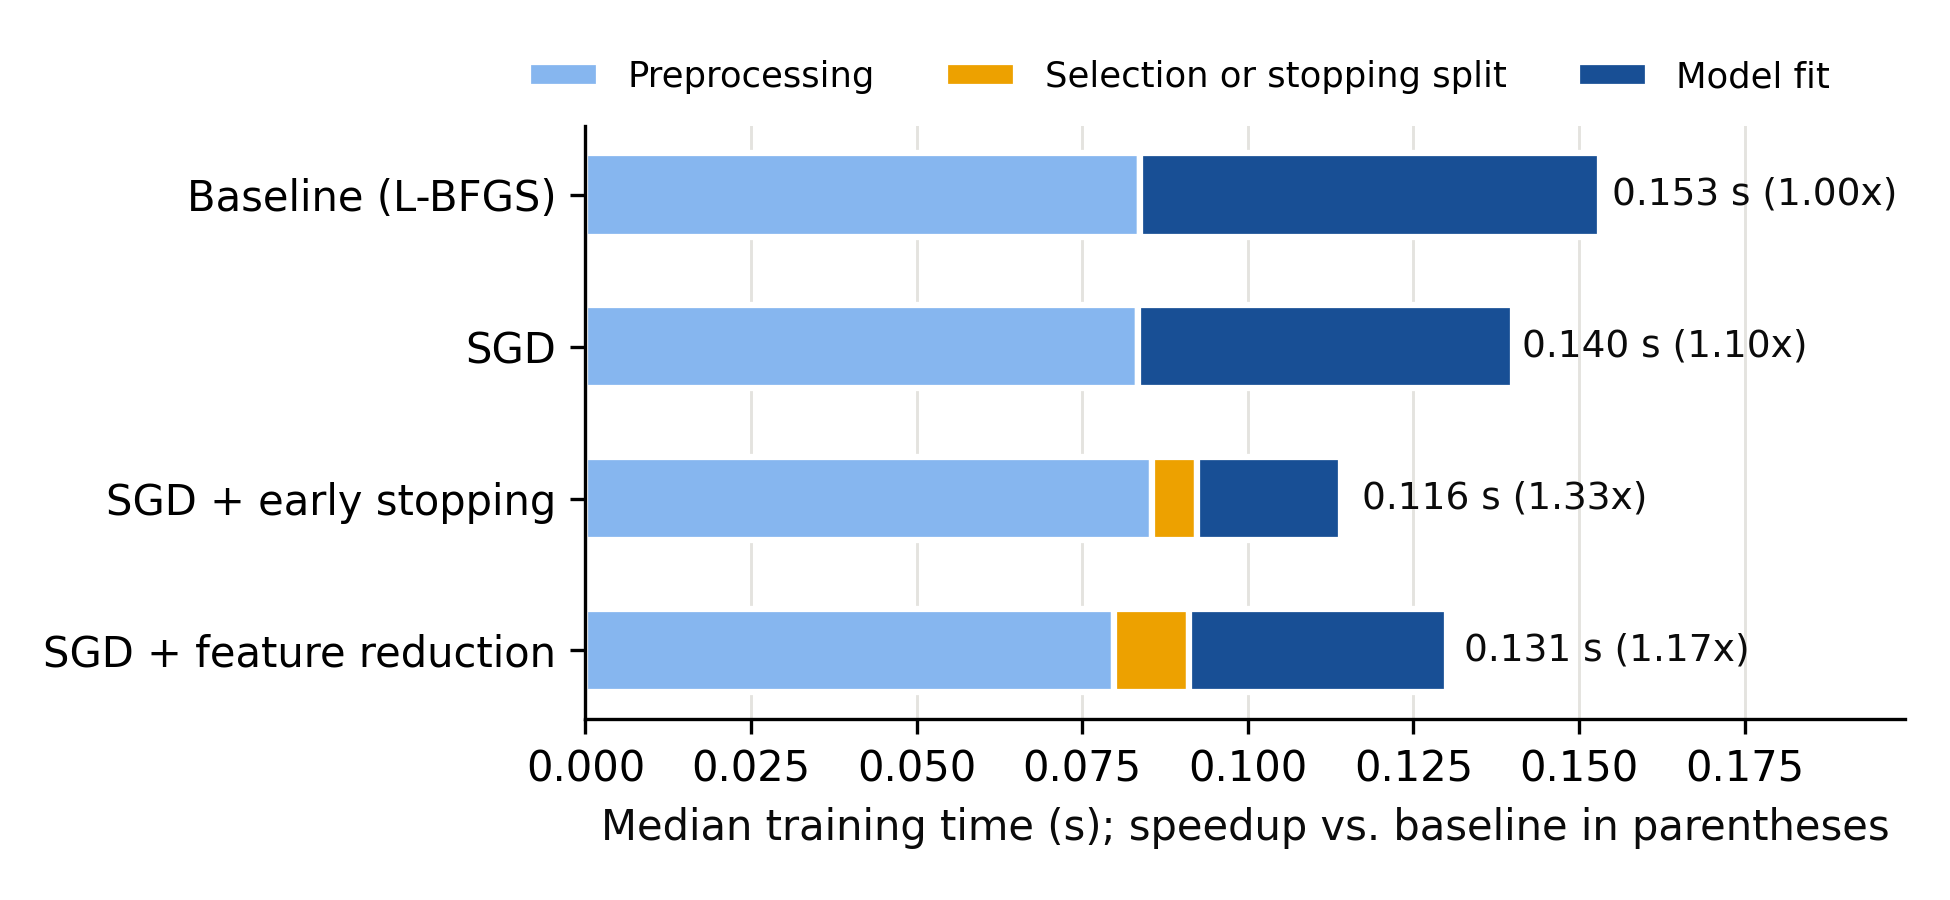 Preprocessing Selection or stopping split Model fit
Baseline (L-BFGS) 0.153 s (1.00x)
SGD 0.140 s (1.10x)
SGD + early stopping 0.116 s (1.33x)
SGD + feature reduction 0.131 s (1.17x)
0.000 0.025 0.050 0.075 0.100 0.125 0.150 0.175
Median training time (s); speedup vs. baseline in parentheses